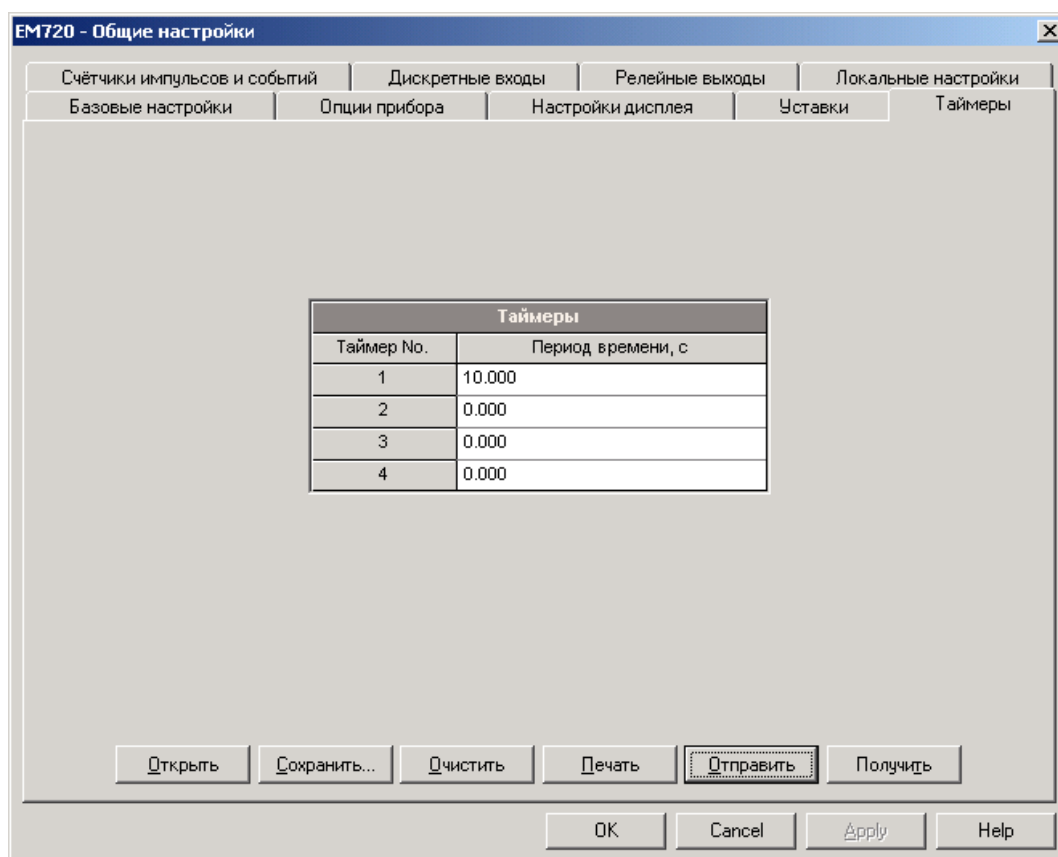 EM720 - Общие настройки
Счётчики импульсов и событий Дискретные входы Релейные выходы Локальные настройки
Базовые настройки Опции прибора Настройки дисплея Уставки Таймеры
Таймеры
Таймер No. Период времени, с
1 10.000
2 0.000
3 0.000
4 0.000
Открыть Сохранить... Очистить Печать Отправить Получить
OK Cancel Apply Help